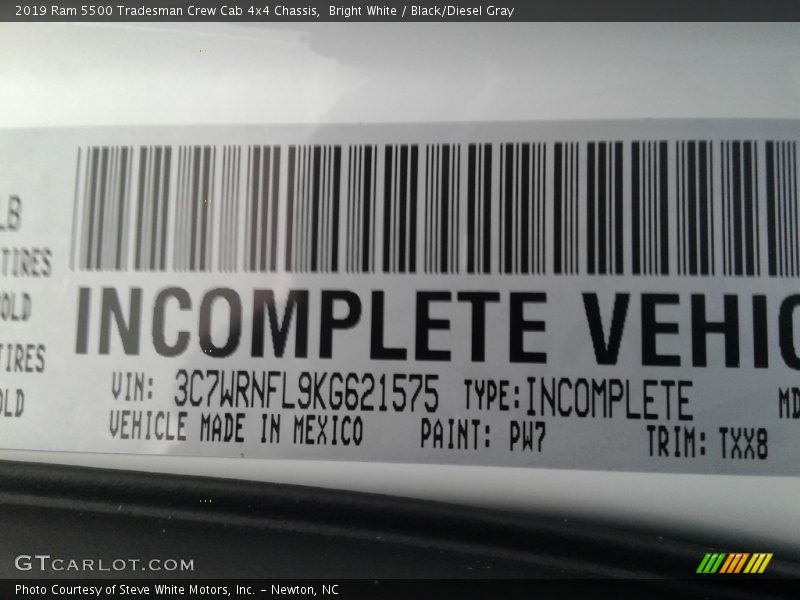 2019 Ram 5500 Tradesman Crew Cab 4x4 Chassis, Bright White / Black/Diesel Gray
LB
TIRES
OLD
TIRES
OLD
INCOMPLETE VEHIC
VIN: 3C7WRNFL9KG621575 TYPE:INCOMPLETE MD
VEHICLE MADE IN MEXICO PAINT: PW7 TRIM: TXX8
GTCARLOT.COM
Photo Courtesy of Steve White Motors, Inc. – Newton, NC